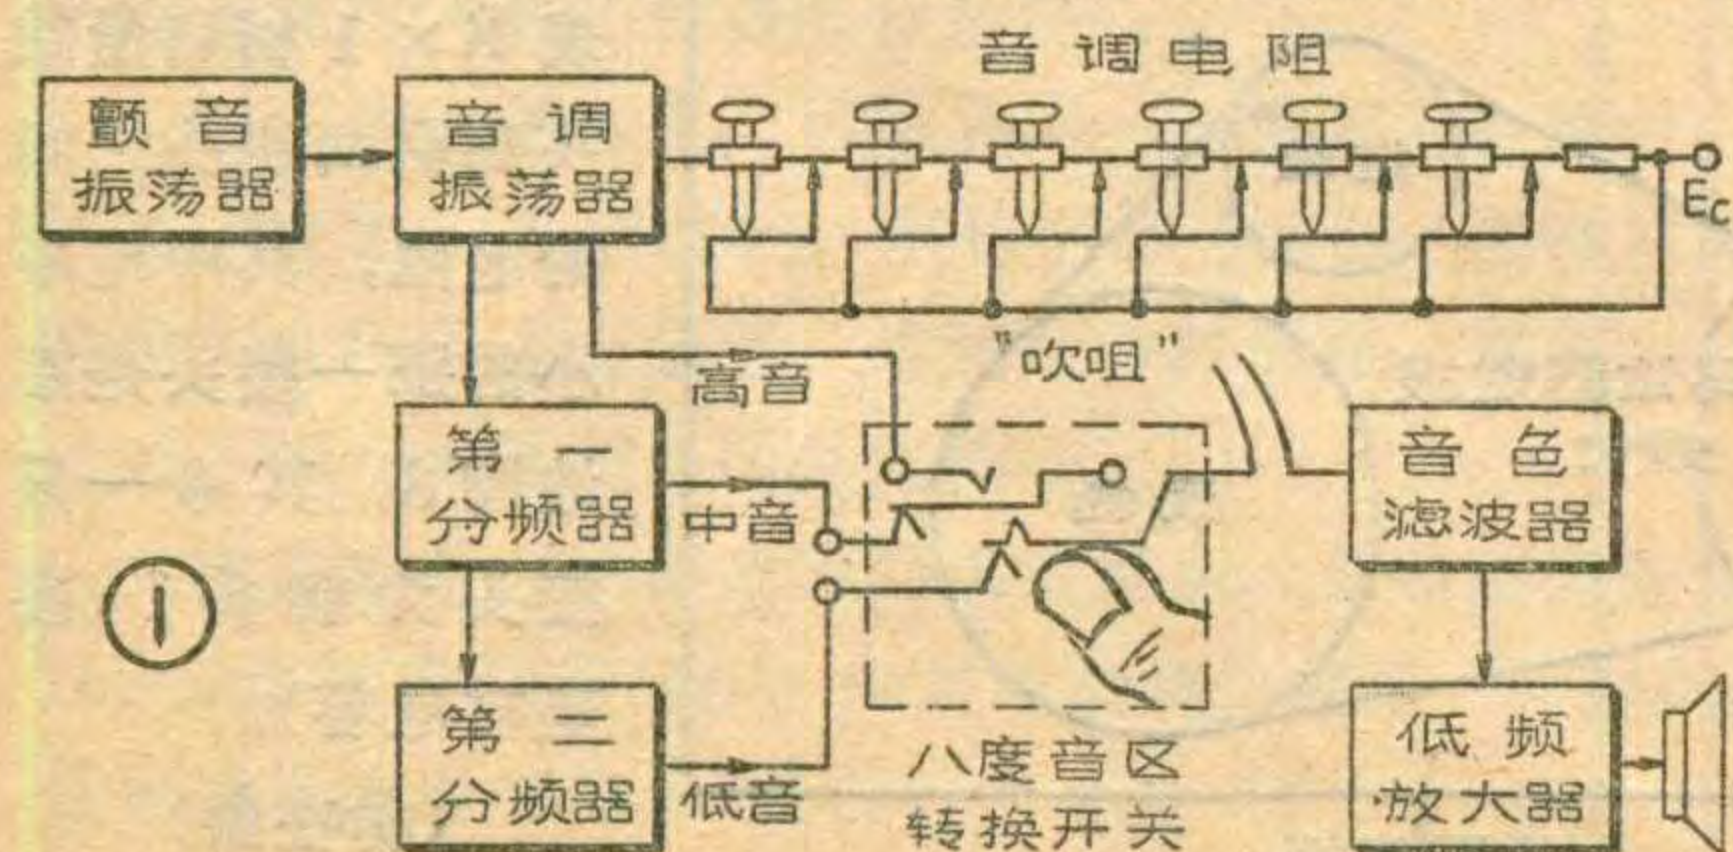 音调电阻
颤音
振荡器
音调
振荡器
Ec
"吹咀"
高音
第一
分频器
中音
音色
滤波器
①
第二
分频器
低音
八度音区
转换开关
低频
放大器